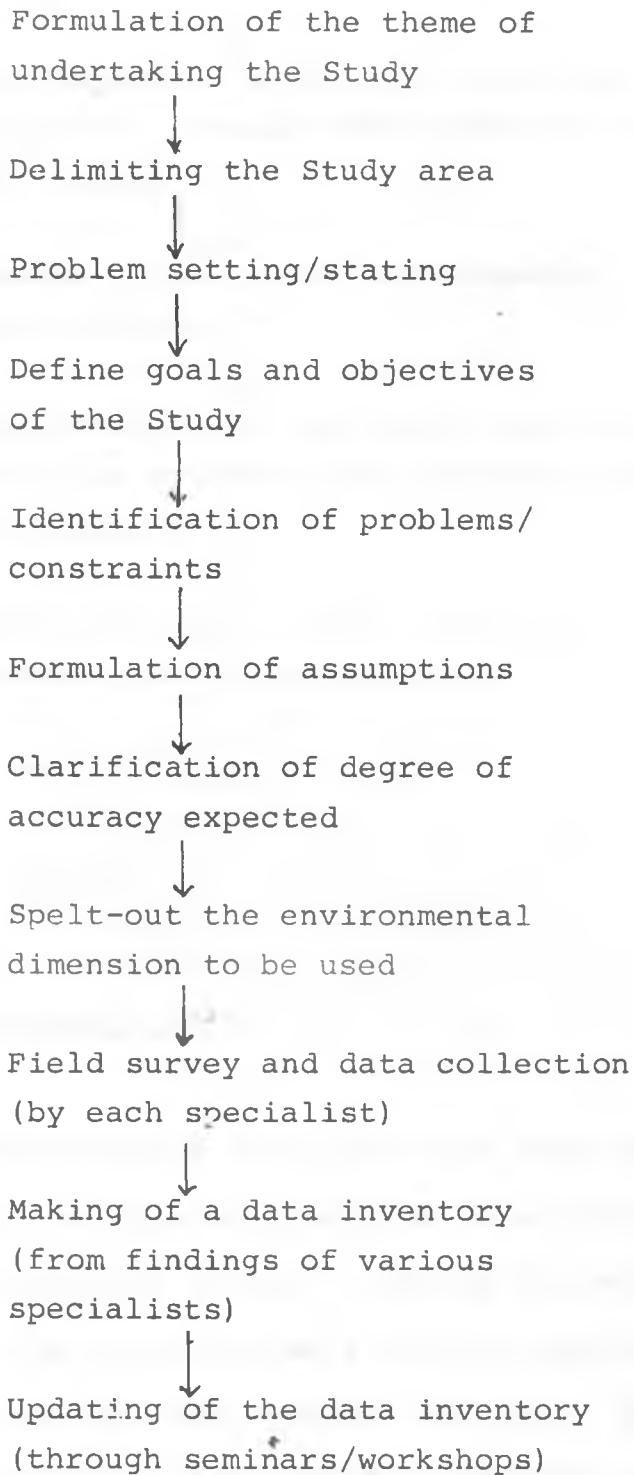 Formulation of the theme of
undertaking the Study
Delimiting the Study area
Problem setting/stating
Define goals and objectives
of the Study
Identification of problems/
constraints
Formulation of assumptions
Clarification of degree of
accuracy expected
Spelt-out the environmental
dimension to be used
Field survey and data collection
(by each specialist)
Making of a data inventory
(from findings of various
specialists)
Updating of the data inventory
(through seminars/workshops)